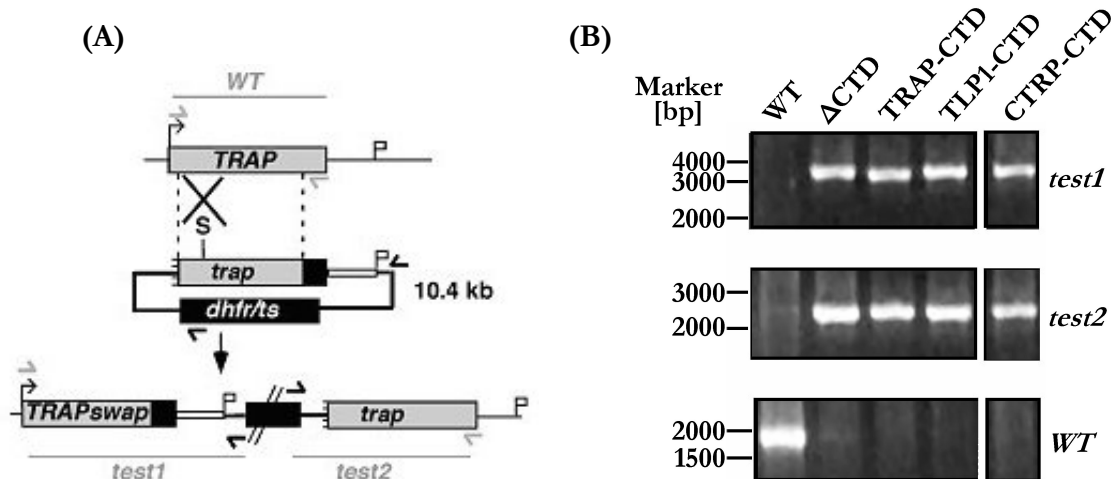 (A)
WT
TRAP
S
trap
10.4 kb
dhfr/ts
TRAPswap
trap
test1
test2
(B)
Marker
[bp]
WT
ΔCTD
TRAP-CTD
TLP1-CTD
CTRP-CTD
4000
3000
2000
test1
3000
2000
test2
2000
1500
WT